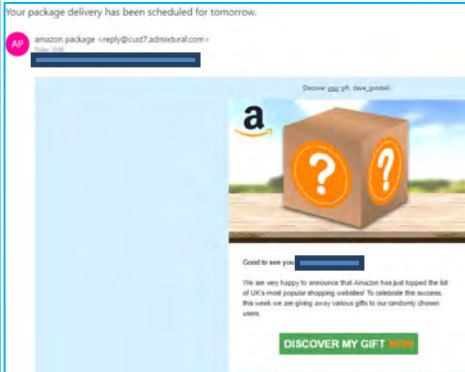 Your package delivery has been scheduled for tomorrow.
AP
amazon package <reply@cust7.admixtural.com>
Discover your gift, dave_goodwill
a
? ?
Good to see you
We are very happy to announce that Amazon has just topped the list
of UK's most popular shopping websites! To celebrate this success,
this week we are giving away various gifts to our randomly chosen
users.
DISCOVER MY GIFT NOW